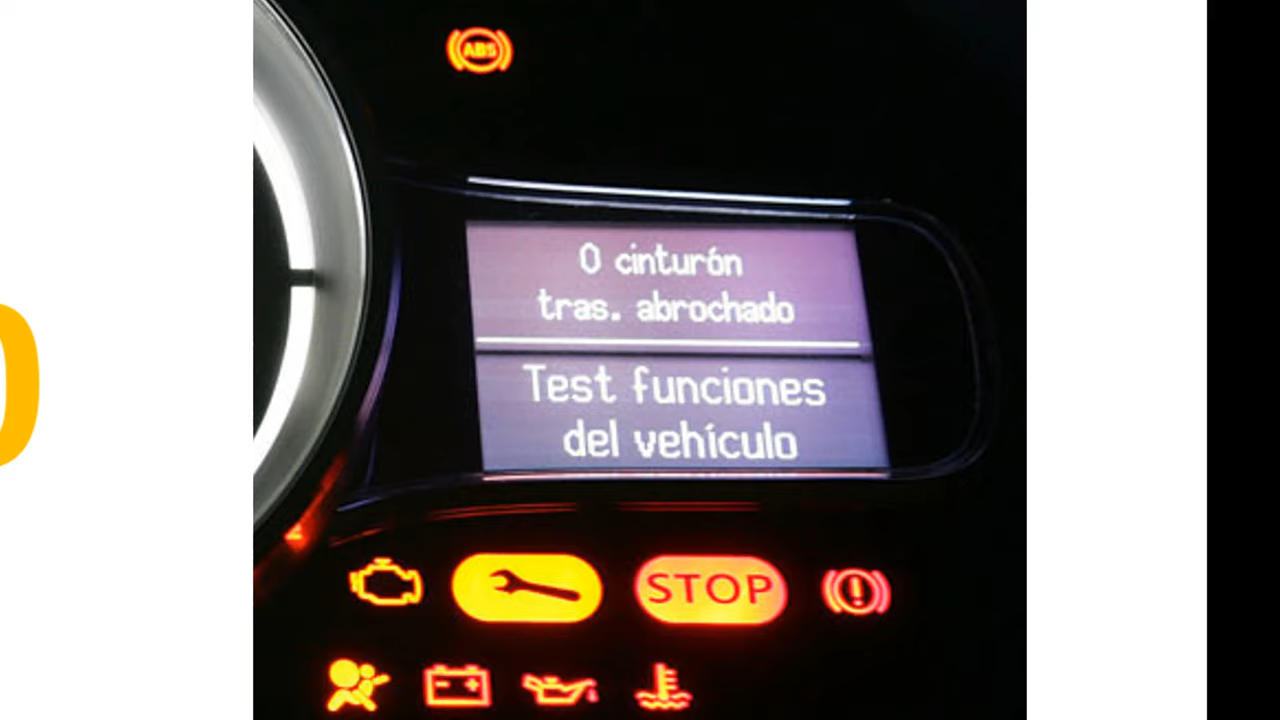 ABS
0 cinturón
tras. abrochado
Test funciones
del vehículo
STOP